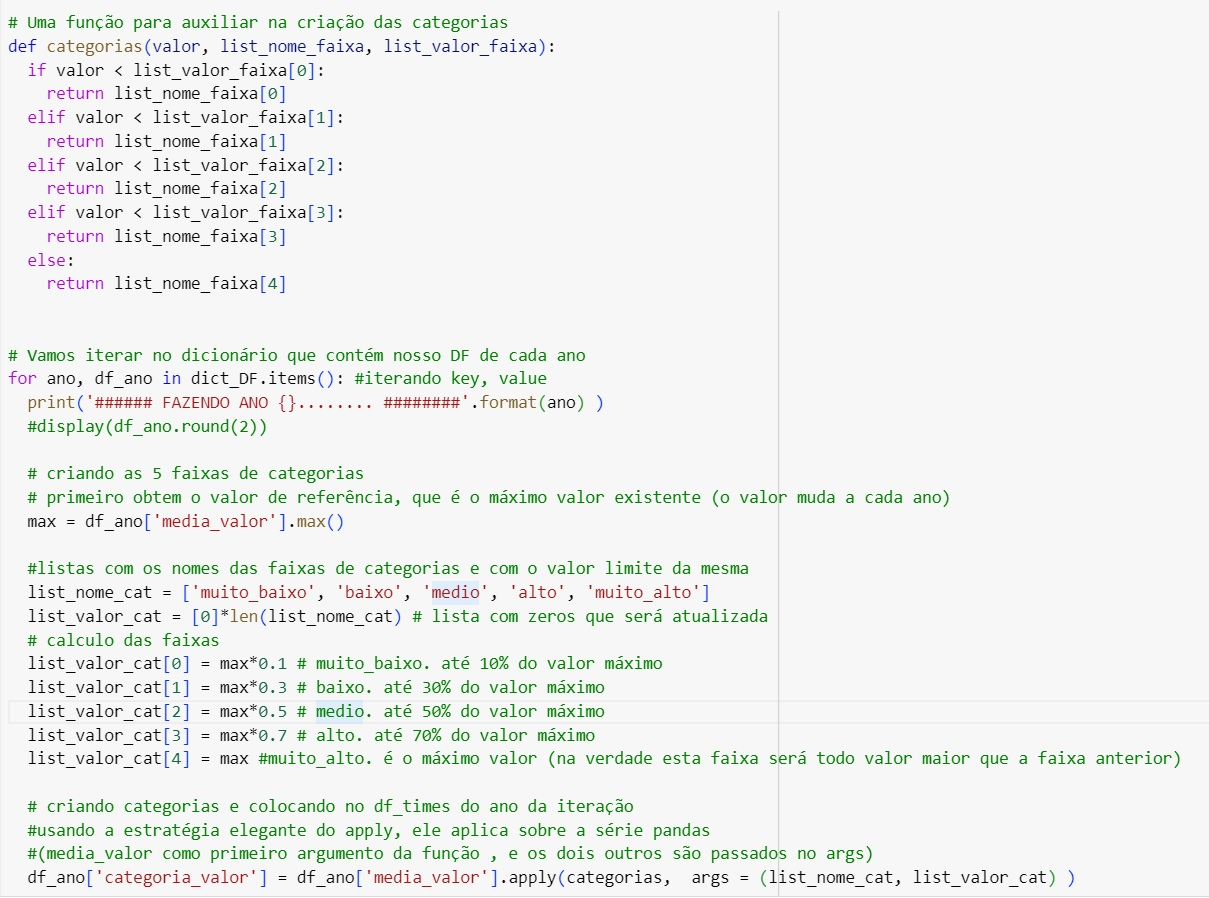 # Uma função para auxiliar na criação das categorias
def categorias(valor, list_nome_faixa, list_valor_faixa):
  if valor < list_valor_faixa[0]:
    return list_nome_faixa[0]
  elif valor < list_valor_faixa[1]:
    return list_nome_faixa[1]
  elif valor < list_valor_faixa[2]:
    return list_nome_faixa[2]
  elif valor < list_valor_faixa[3]:
    return list_nome_faixa[3]
  else:
    return list_nome_faixa[4]
# Vamos iterar no dicionário que contém nosso DF de cada ano
for ano, df_ano in dict_DF.items(): #iterando key, value
  print('###### FAZENDO ANO {}........ ########'.format(ano) )
  #display(df_ano.round(2))
  # criando as 5 faixas de categorias
  # primeiro obtem o valor de referência, que é o máximo valor existente (o valor muda a cada ano)
  max = df_ano['media_valor'].max()
  #listas com os nomes das faixas de categorias e com o valor limite da mesma
  list_nome_cat = ['muito_baixo', 'baixo', 'medio', 'alto', 'muito_alto']
  list_valor_cat = [0]*len(list_nome_cat) # lista com zeros que será atualizada
  # calculo das faixas
  list_valor_cat[0] = max*0.1 # muito_baixo. até 10% do valor máximo
  list_valor_cat[1] = max*0.3 # baixo. até 30% do valor máximo
  list_valor_cat[2] = max*0.5 # medio. até 50% do valor máximo
  list_valor_cat[3] = max*0.7 # alto. até 70% do valor máximo
  list_valor_cat[4] = max #muito_alto. é o máximo valor (na verdade esta faixa será todo valor maior que a faixa anterior)
  # criando categorias e colocando no df_times do ano da iteração
  #usando a estratégia elegante do apply, ele aplica sobre a série pandas
  #(media_valor como primeiro argumento da função , e os dois outros são passados no args)
  df_ano['categoria_valor'] = df_ano['media_valor'].apply(categorias,  args = (list_nome_cat, list_valor_cat) )